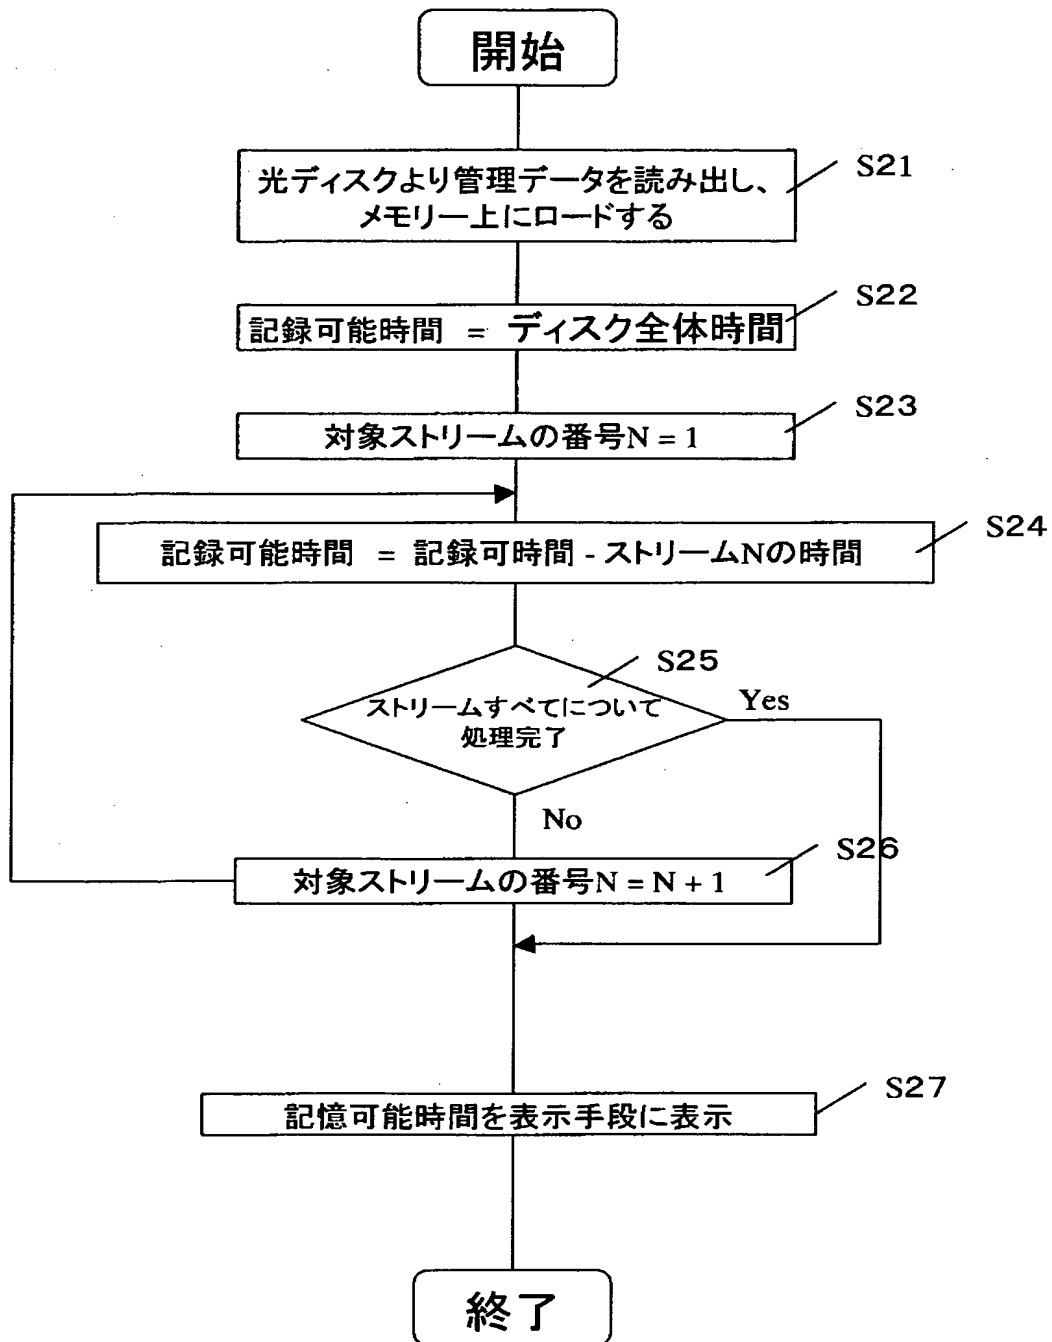 開始
光ディスクより管理データを読み出し、
メモリー上にロードする
S21
記録可能時間 = ディスク全体時間
S22
対象ストリームの番号N = 1
S23
記録可能時間 = 記録可時間 - ストリームNの時間
S24
ストリームすべてについて
処理完了
S25
Yes
No
対象ストリームの番号N = N + 1
S26
記憶可能時間を表示手段に表示
S27
終了